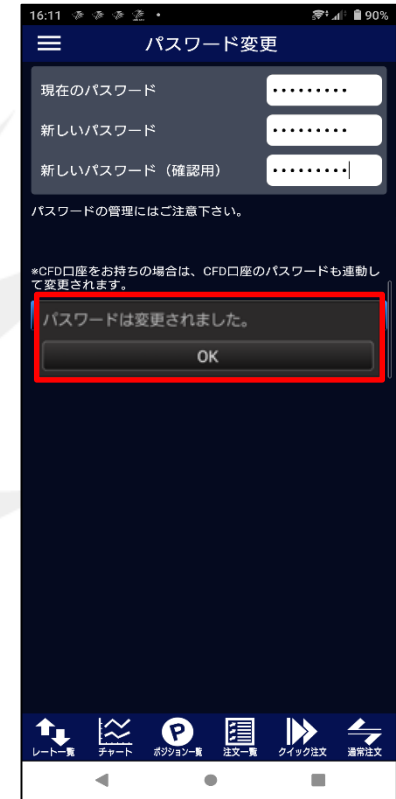 16:11
90%
パスワード変更
現在のパスワード
•••••••••
新しいパスワード
•••••••••
新しいパスワード（確認用）
•••••••••
パスワードの管理にはご注意下さい。
*CFD口座をお持ちの場合は、CFD口座のパスワードも連動し
て変更されます。
パスワードは変更されました。
OK
レート一覧
チャート
ポジション一覧
注文一覧
クイック注文
通常注文